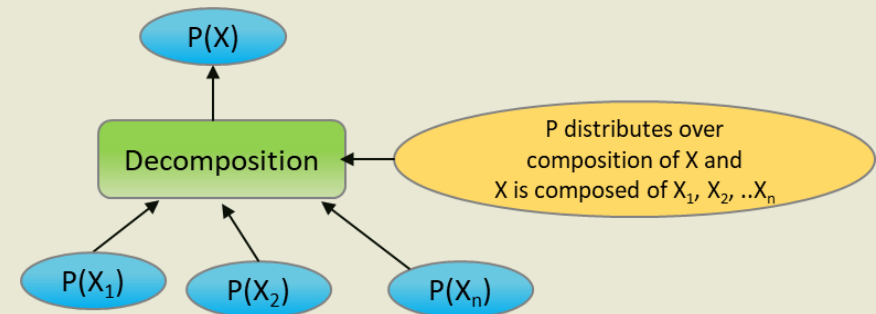 P(X)
Decomposition
P distributes over
composition of X and
X is composed of X₁, X₂, ..Xₙ
P(X₁)
P(X₂)
P(Xₙ)